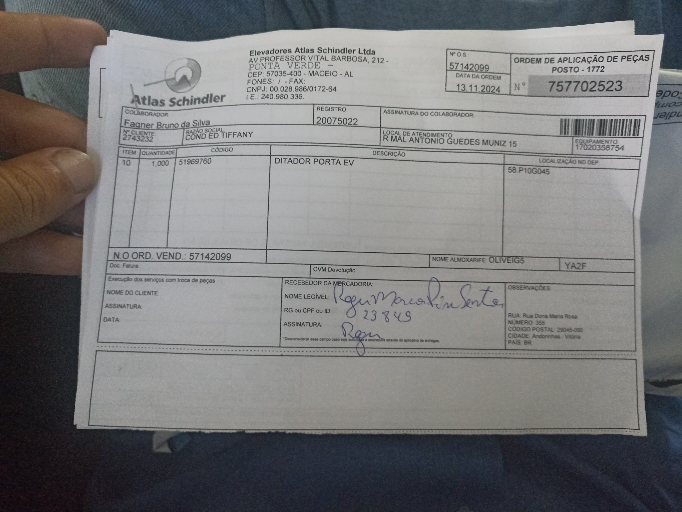 Atlas Schindler
Elevadores Atlas Schindler Ltda
AV PROFESSOR VITAL BARBOSA, 212 -
PONTA VERDE -
CEP: 57035-400 - MACEIO - AL
FONES: / - FAX:
CNPJ: 00.028.986/0172-54
I.E.: 240.980.336.
Nº O.S
57142099
DATA DA ORDEM
13.11.2024
ORDEM DE APLICAÇÃO DE PEÇAS
POSTO - 1772
Nº 757702523
COLABORADOR
Fagner Bruno da Silva
REGISTRO
20075022
ASSINATURA DO COLABORADOR
Nº CLIENTE
2743232
RAZÃO SOCIAL
COND ED TIFFANY
LOCAL DE ATENDIMENTO
R MAL ANTONIO GUEDES MUNIZ 15
EQUIPAMENTO
17020358754
ITEM QUANTIDADE CÓDIGO DESCRIÇÃO LOCALIZAÇÃO NO DEP
10 1,000 51969760 DITADOR PORTA EV 58.P10G045
N.O ORD. VEND.: 57142099
NOME ALMOXARIFE: OLIVEIG5
YA2F
Doc. Fatura
CVM Devolução
Execução dos serviços com troca de peças
NOME DO CLIENTE
ASSINATURA
DATA:
RECEBEDOR DA MERCADORIA:
NOME LEGÍVEL:
RG ou CPF ou ID: 23849
ASSINATURA:
OBSERVAÇÕES:
RUA: Rua Dona Maria Rosa
NÚMERO: 355
CÓDIGO POSTAL:
CIDADE: Andorinhas - Vitória
PAÍS: BR